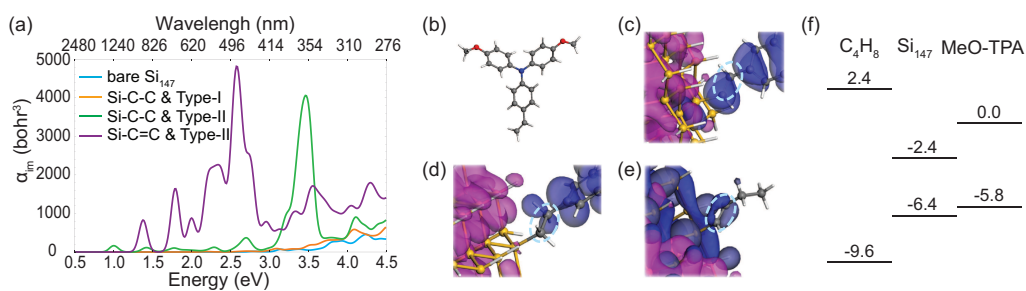 (a)
Wavelengh (nm)
2480 1240 826 620 496 414 354 310 276
5000
4000
3000
2000
1000
0
α_im (bohr³)
bare Si₁₄₇
Si-C-C & Type-I
Si-C-C & Type-II
Si-C=C & Type-II
0.5 1.0 1.5 2.0 2.5 3.0 3.5 4.0 4.5
Energy (eV)
(b)
(c)
(d)
(e)
(f)
C₄H₈ Si₁₄₇ MeO-TPA
2.4
0.0
-2.4
-5.8
-6.4
-9.6